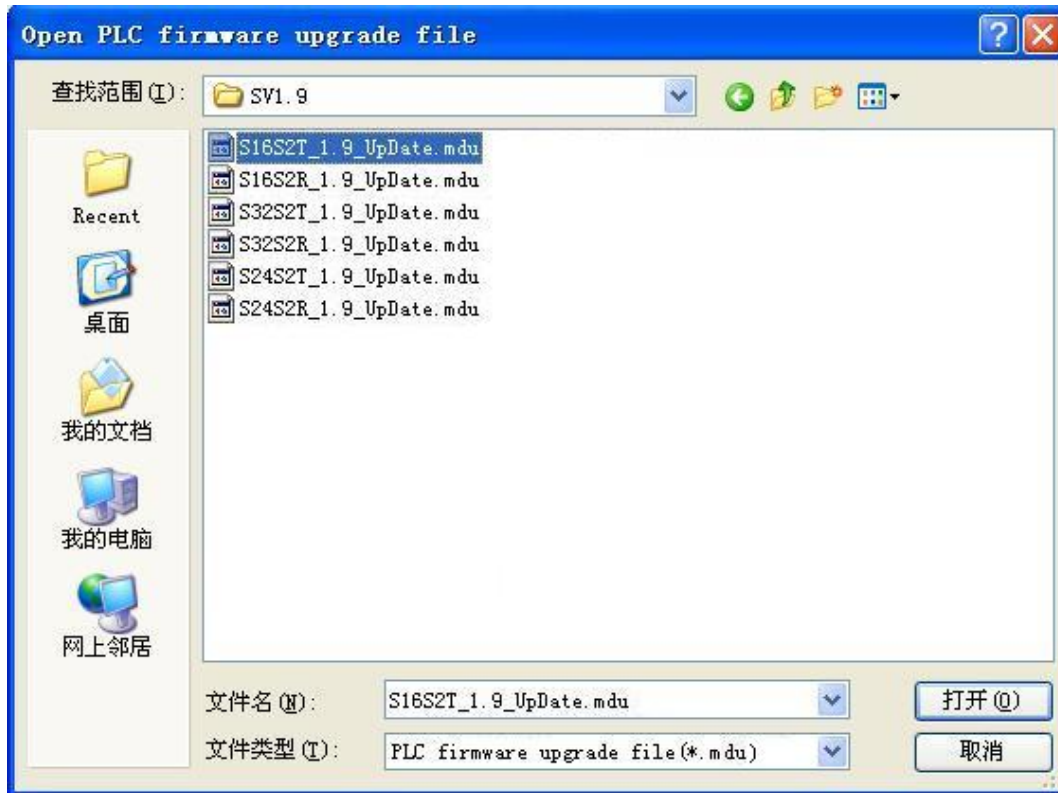 Open PLC firmware upgrade file
查找范围(I):
SV1.9
S16S2T_1.9_UpDate.mdu
S16S2R_1.9_UpDate.mdu
S32S2T_1.9_UpDate.mdu
S32S2R_1.9_UpDate.mdu
S24S2T_1.9_UpDate.mdu
S24S2R_1.9_UpDate.mdu
Recent
桌面
我的文档
我的电脑
网上邻居
文件名(N):
S16S2T_1.9_UpDate.mdu
打开(O)
文件类型(T):
PLC firmware upgrade file(*.mdu)
取消